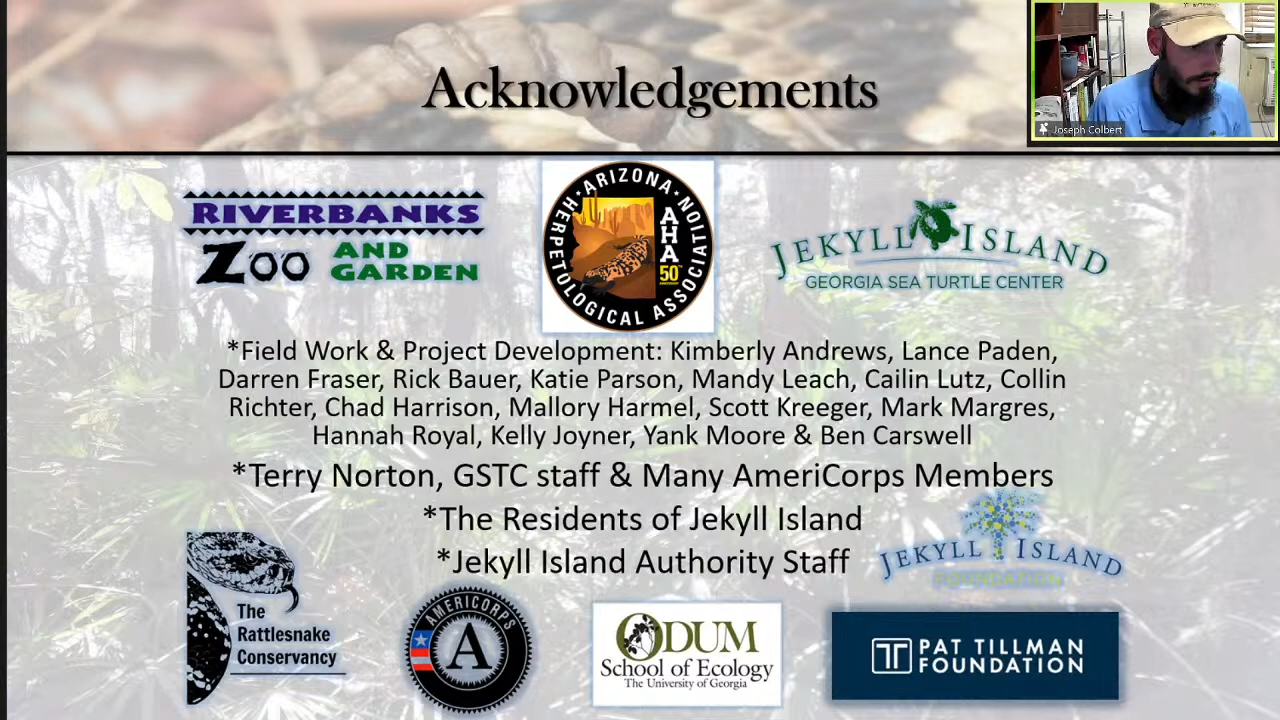 Acknowledgements
Joseph Colbert
RIVERBANKS
ZOO AND
GARDEN
ARIZONA
HERPETOLOGICAL ASSOCIATION
AHA
50
JEKYLL ISLAND
GEORGIA SEA TURTLE CENTER
*Field Work & Project Development: Kimberly Andrews, Lance Paden,
Darren Fraser, Rick Bauer, Katie Parson, Mandy Leach, Cailin Lutz, Collin
Richter, Chad Harrison, Mallory Harmel, Scott Kreeger, Mark Margres,
Hannah Royal, Kelly Joyner, Yank Moore & Ben Carswell
*Terry Norton, GSTC staff & Many AmeriCorps Members
*The Residents of Jekyll Island
*Jekyll Island Authority Staff
JEKYLL ISLAND
FOUNDATION
The
Rattlesnake
Conservancy
AMERICORPS
A
ODUM
School of Ecology
The University of Georgia
PAT TILLMAN
FOUNDATION